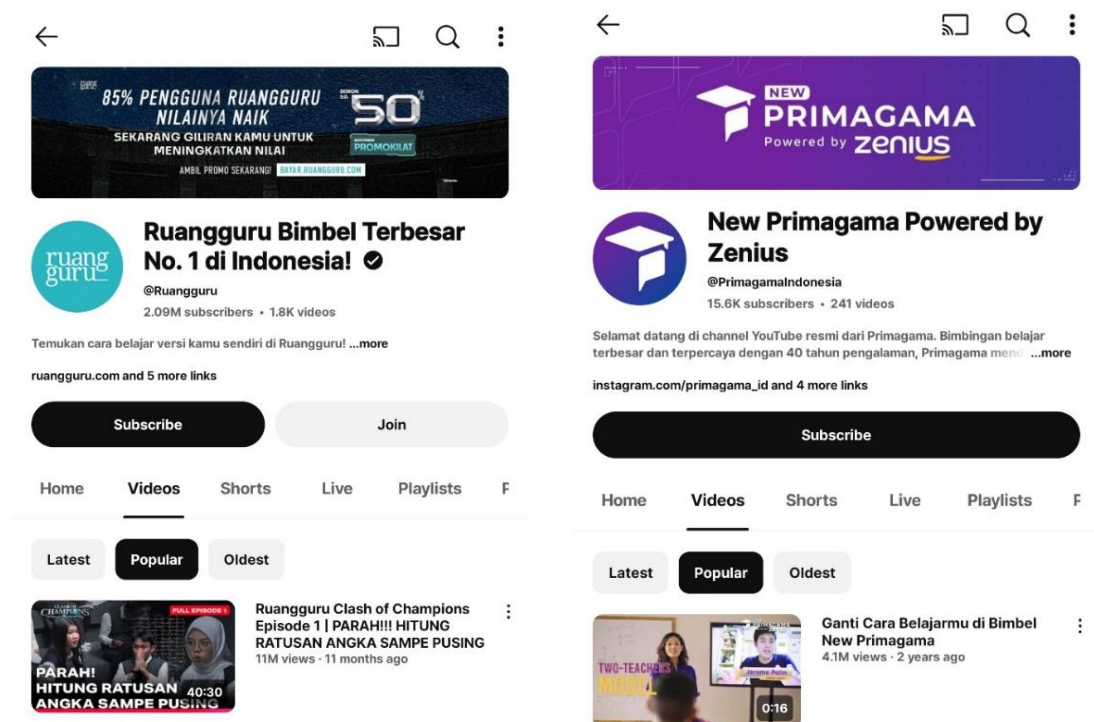 85% PENGGUNA RUANGGURU
NILAINYA NAIK
SEKARANG GILIRAN KAMU UNTUK
MENINGKATKAN NILAI
AMBIL PROMO SEKARANG! BAYAR.RUANGGURU.COM
50%
PROMOKILAT
ruang
guru
Ruangguru Bimbel Terbesar
No. 1 di Indonesia!
@Ruangguru
2.09M subscribers • 1.8K videos
Temukan cara belajar versi kamu sendiri di Ruangguru! ...more
ruangguru.com and 5 more links
Subscribe
Join
Home Videos Shorts Live Playlists P
Latest Popular Oldest
CLASH OF
CHAMPIONS
FULL EPISODE 1
PARAH!
HITUNG RATUSAN
ANGKA SAMPE PUSING
40:30
Ruangguru Clash of Champions
Episode 1 | PARAH!!! HITUNG
RATUSAN ANGKA SAMPE PUSING
11M views · 11 months ago
NEW
PRIMAGAMA
Powered by zenius
New Primagama Powered by
Zenius
@PrimagamaIndonesia
15.6K subscribers • 241 videos
Selamat datang di channel YouTube resmi dari Primagama. Bimbingan belajar
terbesar dan terpercaya dengan 40 tahun pengalaman, Primagama mend ...more
instagram.com/primagama_id and 4 more links
Subscribe
Home Videos Shorts Live Playlists P
Latest Popular Oldest
PRIMAGAMA
TWO-TEACHERS
MODEL
Jerome Polin
0:16
Ganti Cara Belajarmu di Bimbel
New Primagama
4.1M views · 2 years ago